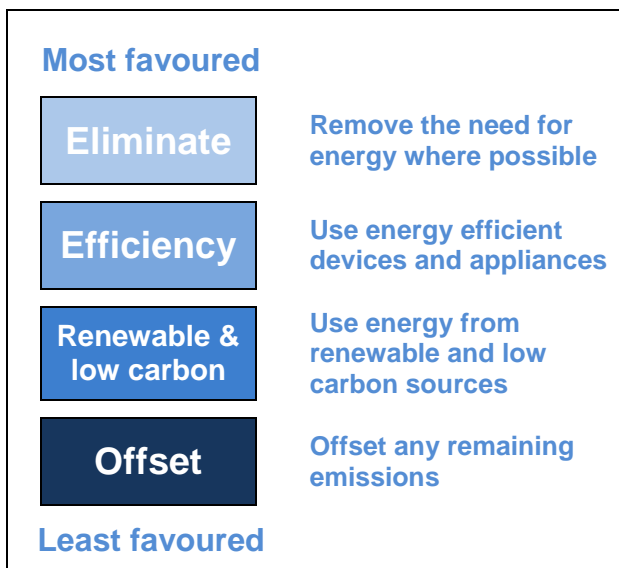 Most favoured
Eliminate
Remove the need for
energy where possible
Efficiency
Use energy efficient
devices and appliances
Renewable &
low carbon
Use energy from
renewable and low
carbon sources
Offset
Offset any remaining
emissions
Least favoured